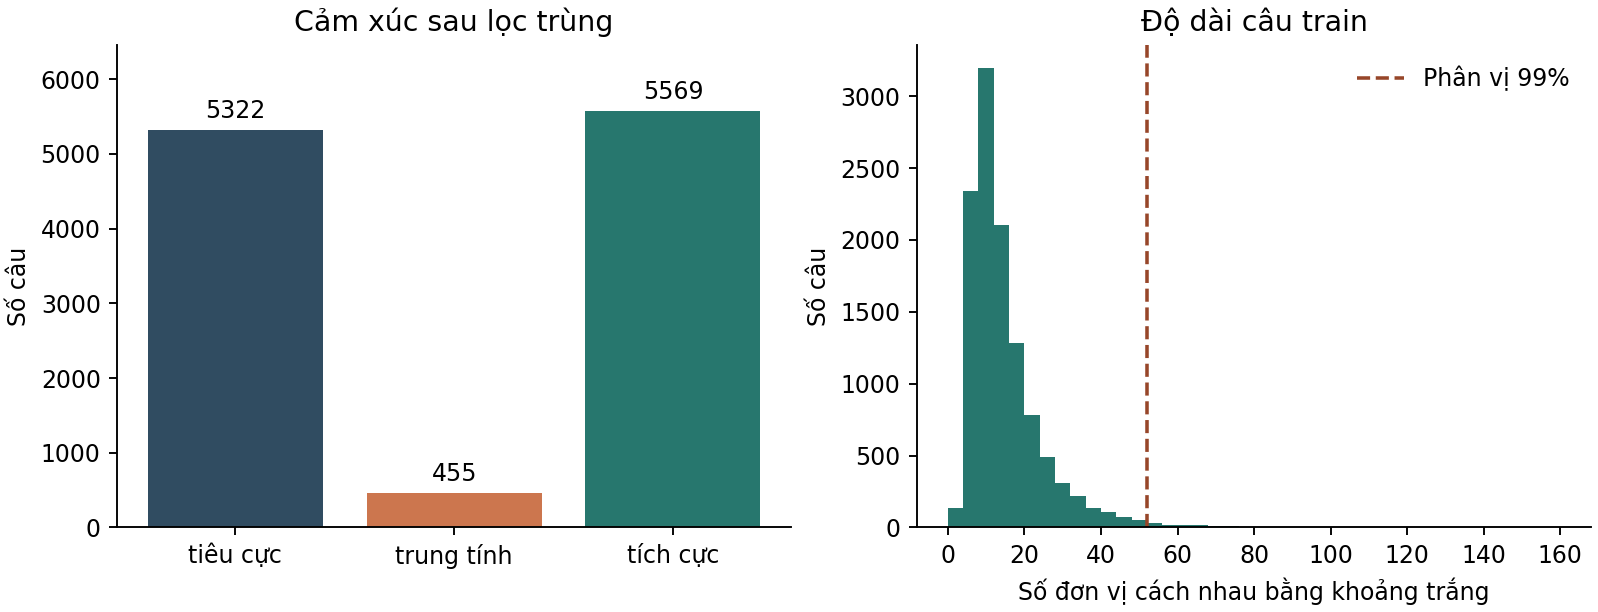 Cảm xúc sau lọc trùng
Số câu
6000
5000
4000
3000
2000
1000
0
5322
455
5569
tiêu cực
trung tính
tích cực
Độ dài câu train
Số câu
3000
2500
2000
1500
1000
500
0
Phân vị 99%
0 20 40 60 80 100 120 140 160
Số đơn vị cách nhau bằng khoảng trắng